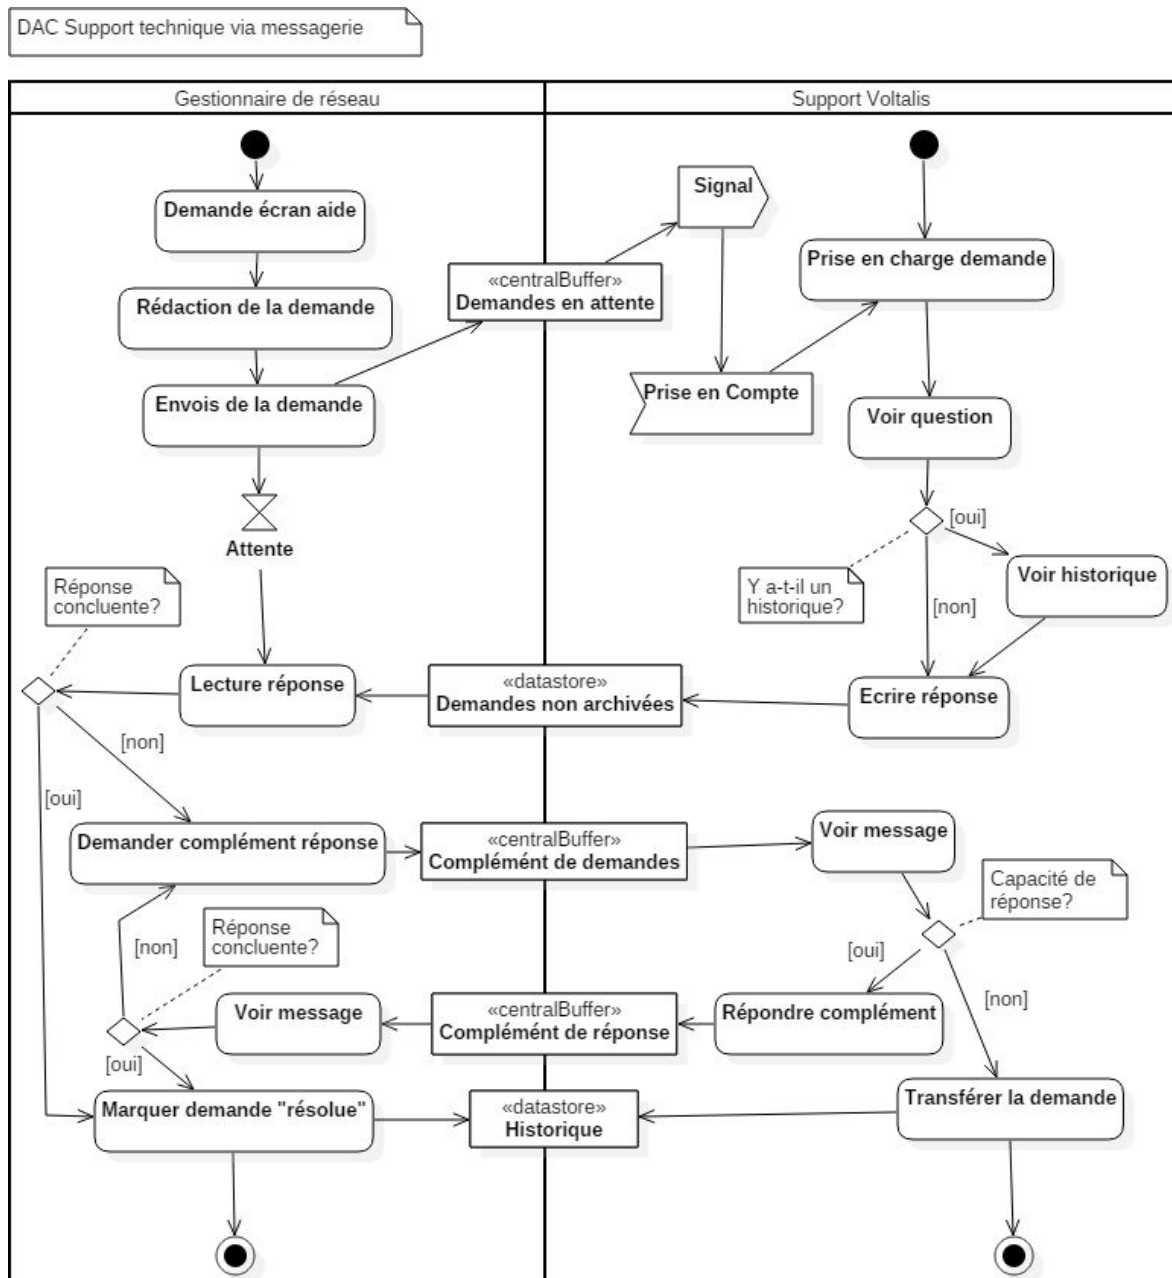 DAC Support technique via messagerie
Gestionnaire de réseau
Support Voltalis
Signal
Demande écran aide
Prise en charge demande
«centralBuffer»
Demandes en attente
Rédaction de la demande
Prise en Compte
Envois de la demande
Voir question
[oui]
Attente
Voir historique
Réponse
concluente?
Y a-t-il un
historique?
[non]
Lecture réponse
«datastore»
Demandes non archivées
Ecrire réponse
[non]
[oui]
Demander complément réponse
«centralBuffer»
Complémént de demandes
Voir message
Capacité de
réponse?
Réponse
concluente?
[non]
[oui]
[non]
Voir message
«centralBuffer»
Complémént de réponse
Répondre complément
[oui]
Marquer demande "résolue"
«datastore»
Historique
Transférer la demande